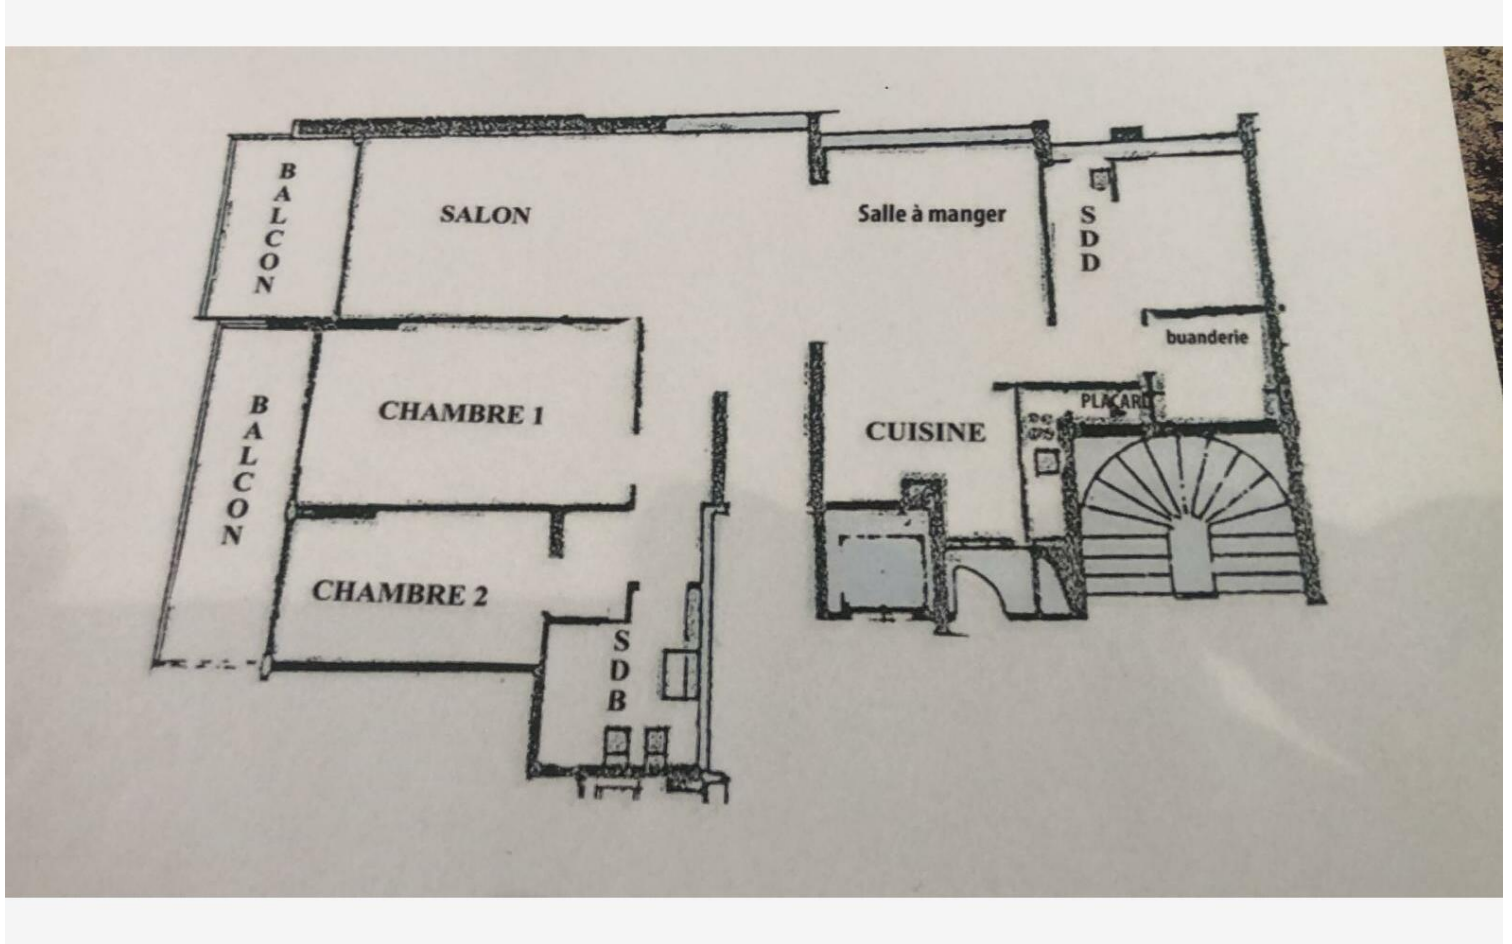 BALCON
SALON
Salle à manger
SDD
buanderie
BALCON
CHAMBRE 1
PLACARD
CUISINE
CHAMBRE 2
SDB